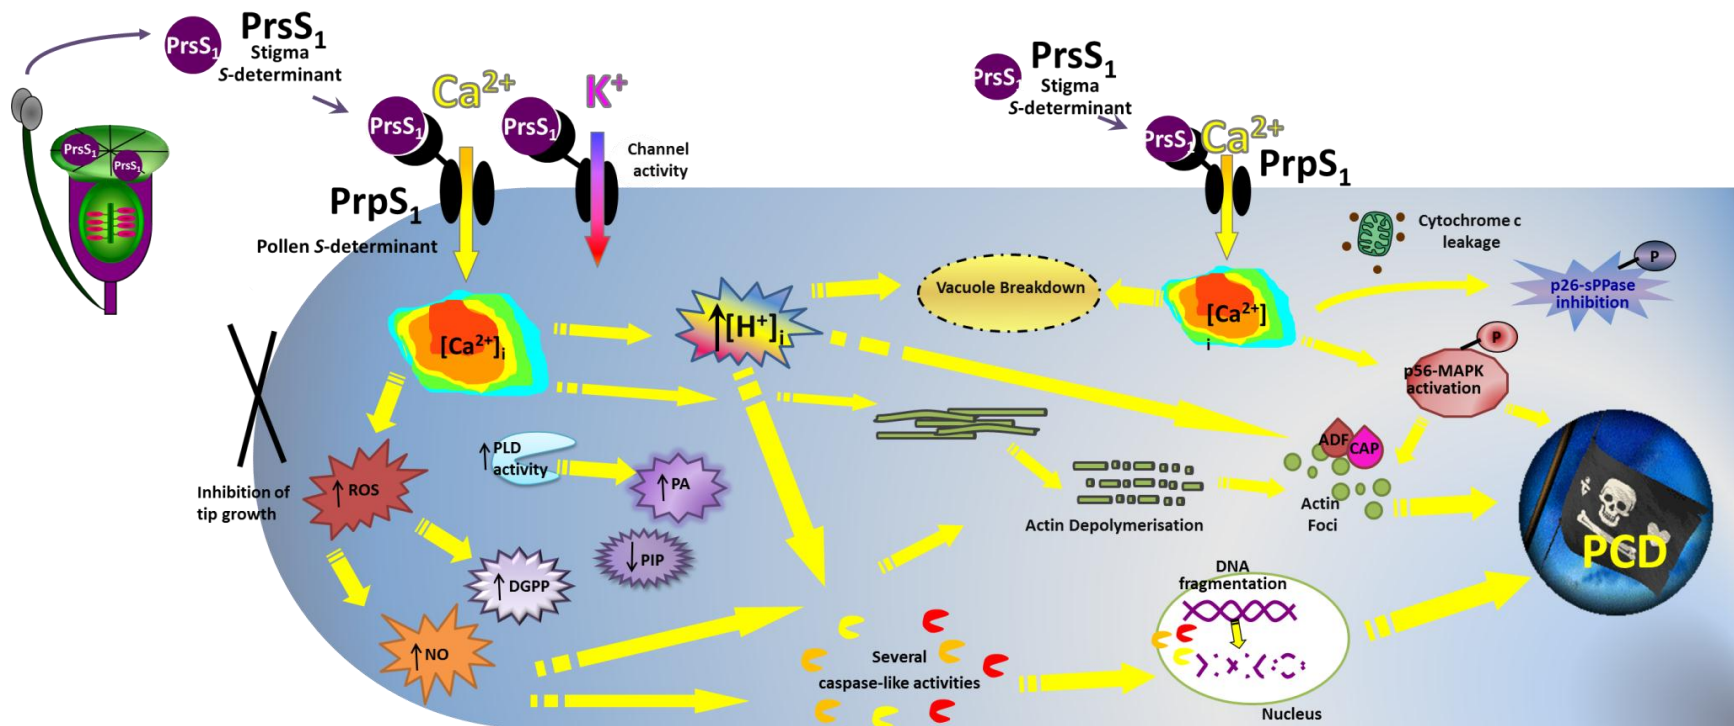 PrsS1
PrsS1
Stigma
S-determinant
PrsS1
PrsS1
PrsS1
Ca2+
PrsS1
K+
Channel
activity
PrpS1
Pollen S-determinant
PrsS1
PrsS1
Stigma
S-determinant
PrsS1
Ca2+
PrpS1
Cytochrome c
leakage
P
p26-sPPase
inhibition
[Ca2+]i
[H+]i
Vacuole Breakdown
[Ca2+]
i
P
p56-MAPK
activation
Inhibition of
tip growth
ROS
PLD
activity
PA
PIP
DGPP
NO
ADF
CAP
Actin
Foci
Actin Depolymerisation
PCD
DNA
fragmentation
Several
caspase-like activities
Nucleus